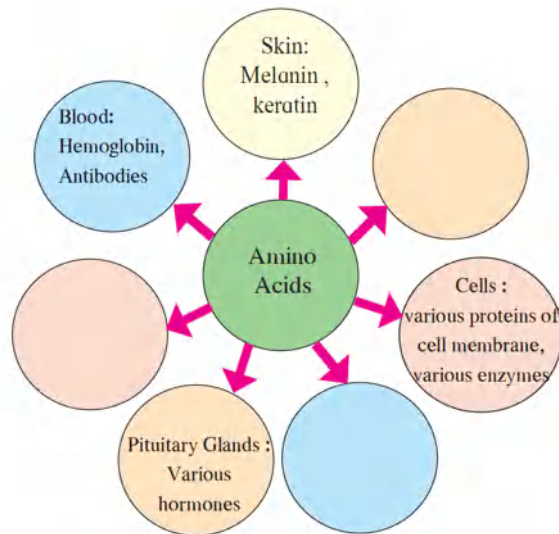 Skin:
Melanin ,
keratin
Blood:
Hemoglobin,
Antibodies
Amino
Acids
Cells :
various proteins of
cell membrane,
various enzymes
Pituitary Glands :
Various
hormones